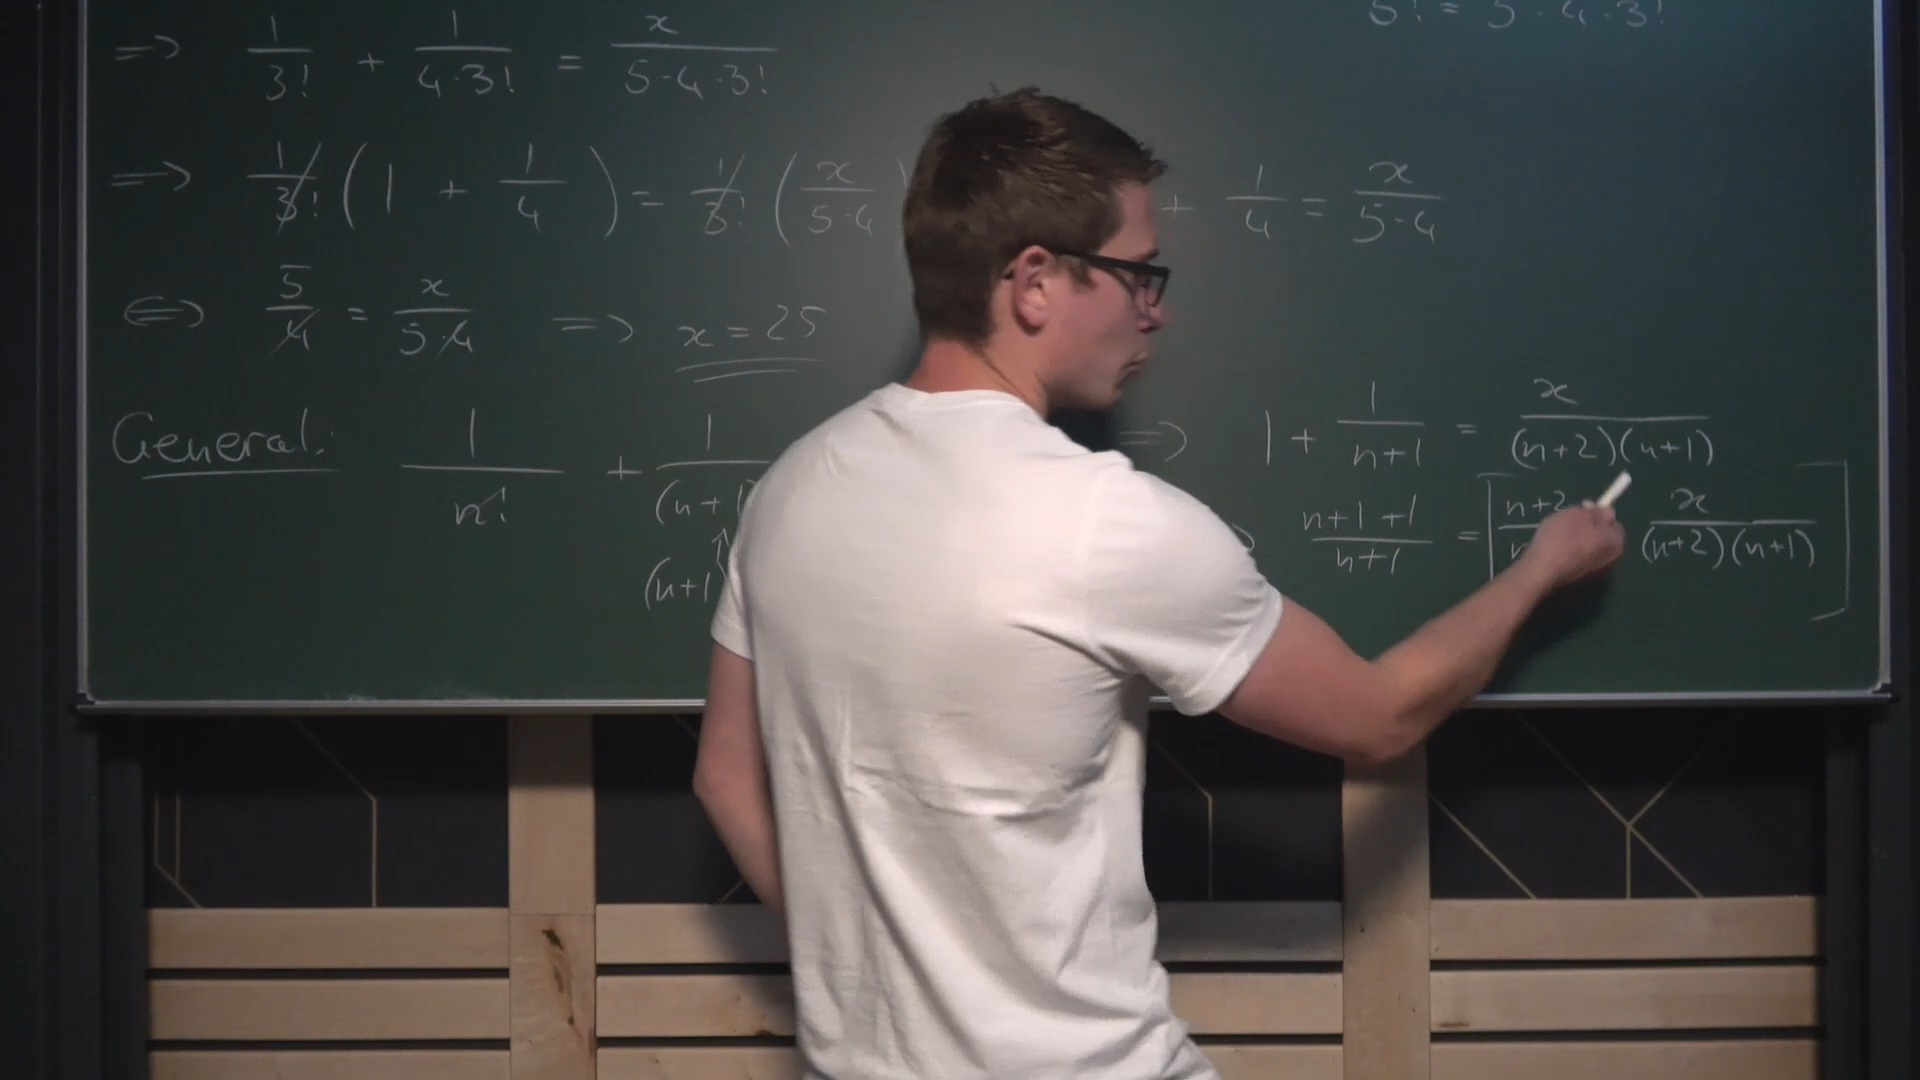 5! = 5 · 4 · 3!
=> 1/3! + 1/(4·3!) = x/(5·4·3!)
=> 1/3! ( 1 + 1/4 ) = 1/3! ( x/(5·4) + 1/4 = x/(5·4)
<=> 5/4 = x/(5·4) => x = 25
General: 1/n! + 1/(n+1 => 1 + 1/(n+1) = x/((n+2)(n+1))
(n+1 (n+1+1)/(n+1) = [ n+2 x/((n+2)(n+1)) ]